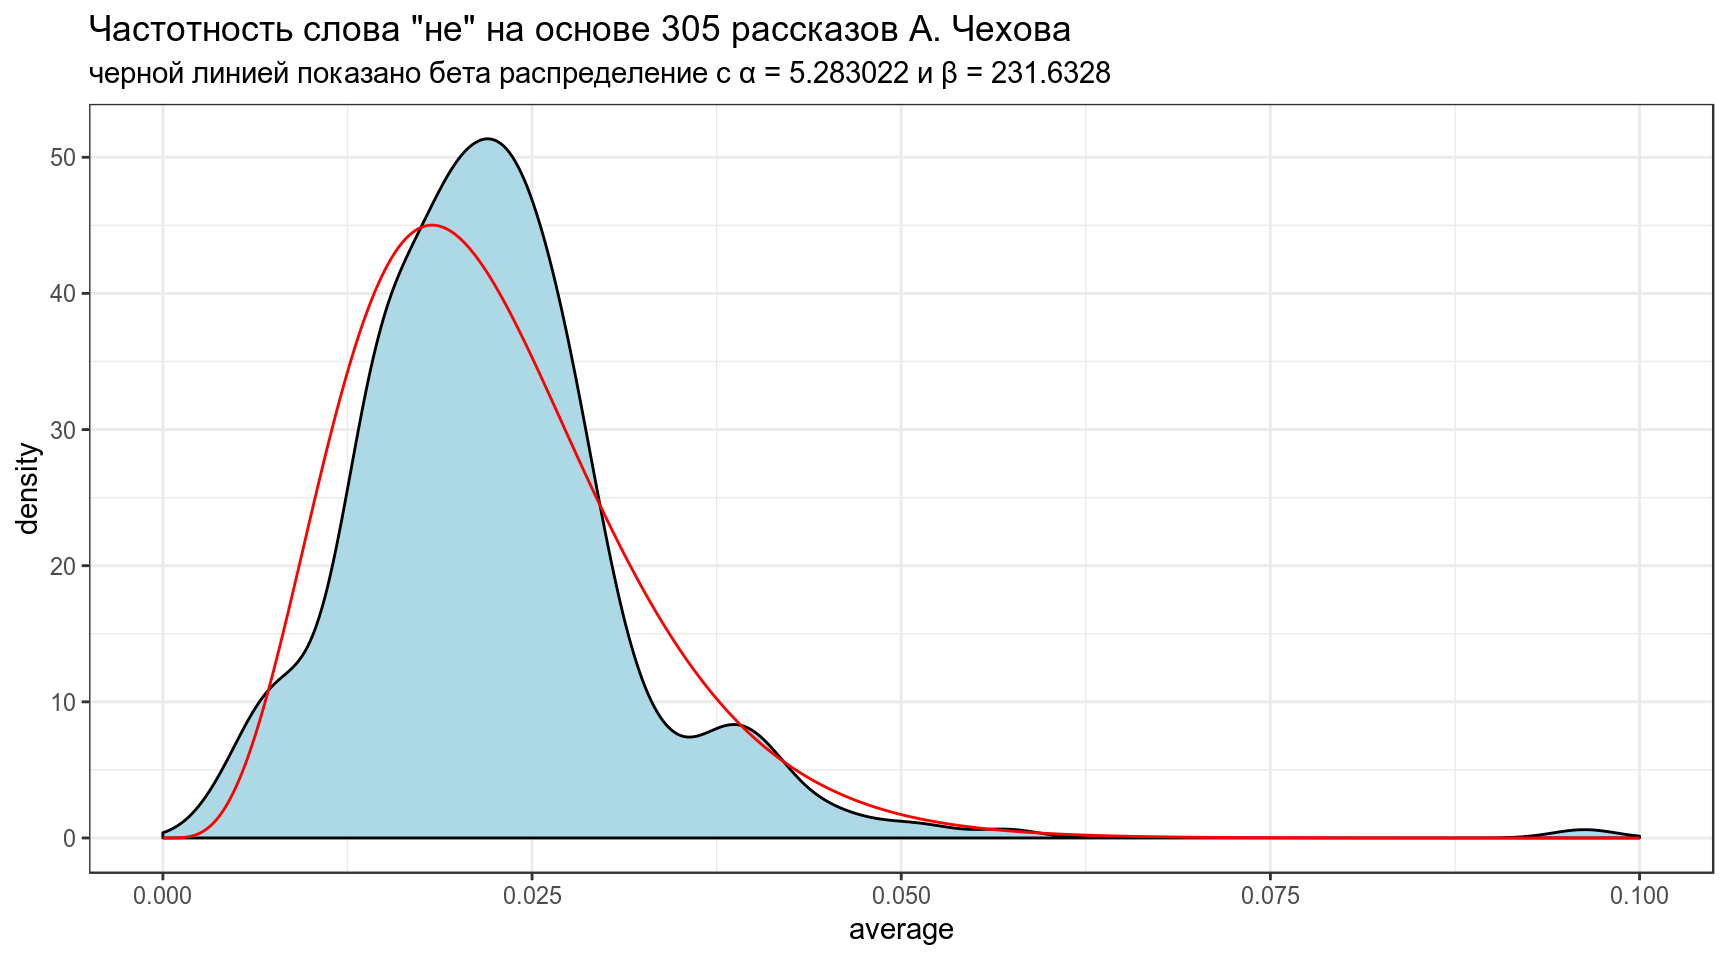 Частотность слова "не" на основе 305 рассказов А. Чехова
черной линией показано бета распределение с α = 5.283022 и β = 231.6328
50
40
30
20
10
0
density
0.000 0.025 0.050 0.075 0.100
average